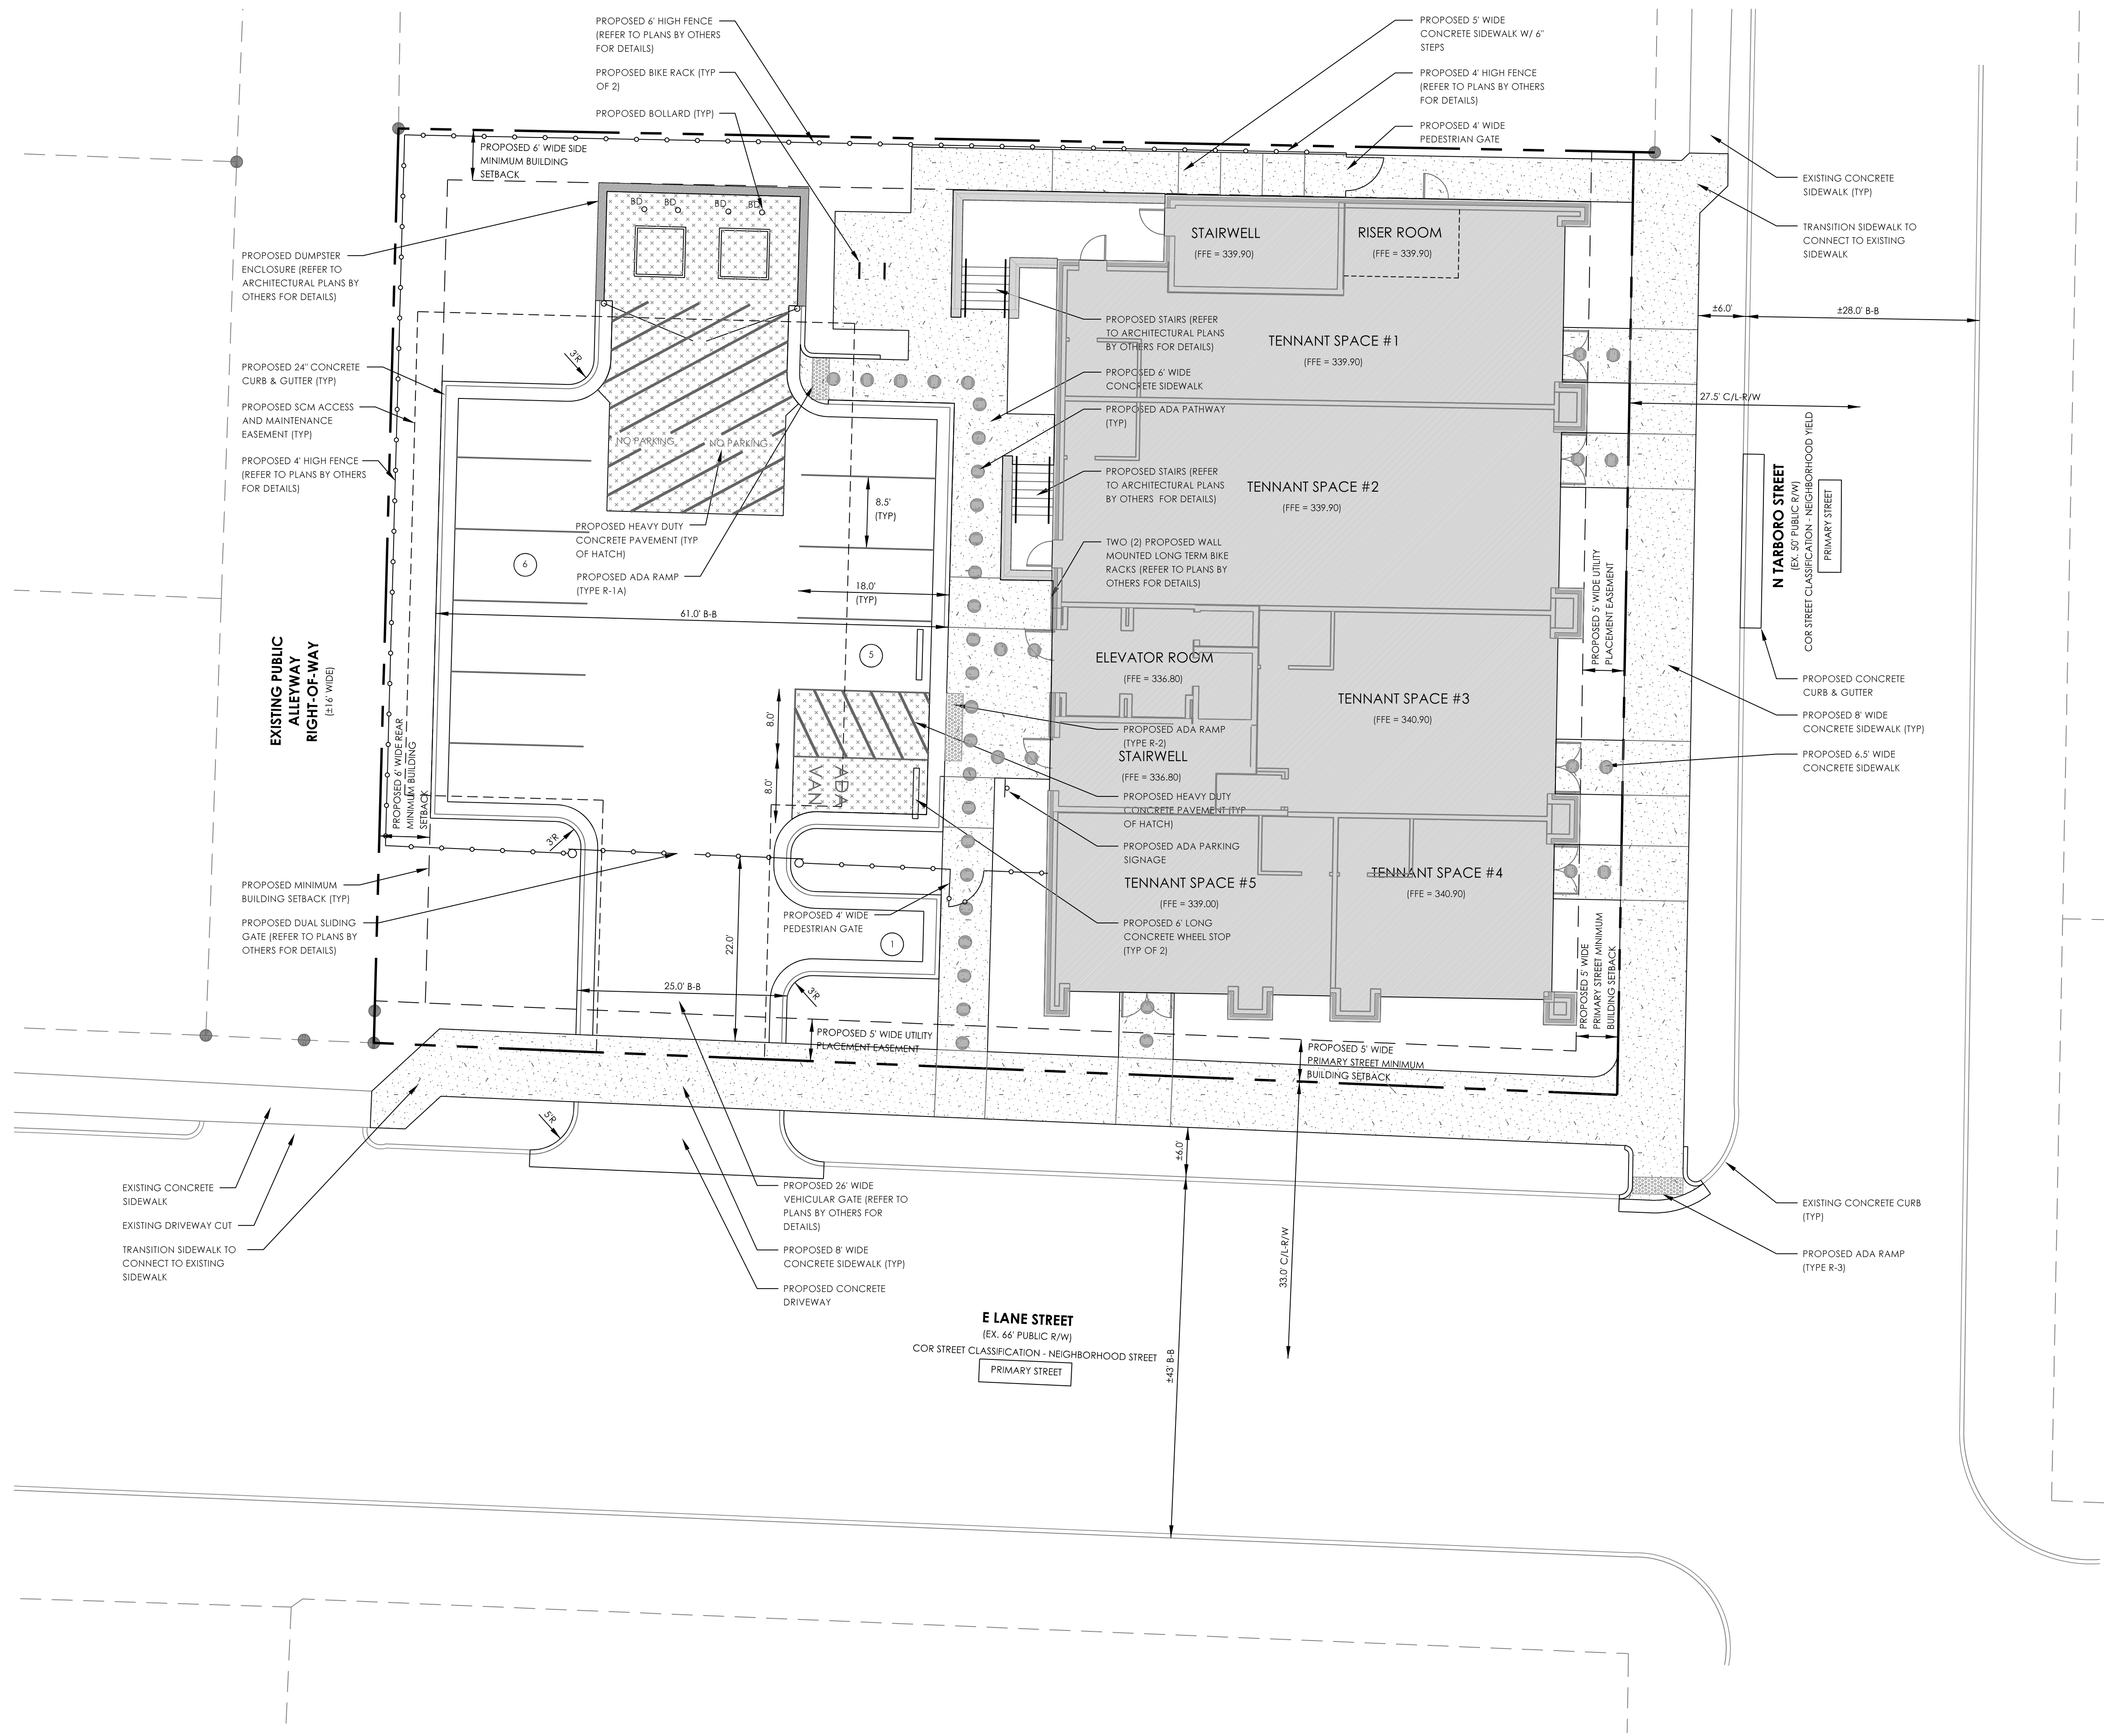 PROPOSED 6' HIGH FENCE
(REFER TO PLANS BY OTHERS
FOR DETAILS)
PROPOSED BIKE RACK (TYP
OF 2)
PROPOSED BOLLARD (TYP)
PROPOSED 5' WIDE
CONCRETE SIDEWALK W/ 6"
STEPS
PROPOSED 4' HIGH FENCE
(REFER TO PLANS BY OTHERS
FOR DETAILS)
PROPOSED 4' WIDE
PEDESTRIAN GATE
PROPOSED 6' WIDE SIDE
MINIMUM BUILDING
SETBACK
EXISTING CONCRETE
SIDEWALK (TYP)
TRANSITION SIDEWALK TO
CONNECT TO EXISTING
SIDEWALK
BD
BD
BD
BD
STAIRWELL
(FFE = 339.90)
RISER ROOM
(FFE = 339.90)
PROPOSED DUMPSTER
ENCLOSURE (REFER TO
ARCHITECTURAL PLANS BY
OTHERS FOR DETAILS)
±6.0'
±28.0' B-B
PROPOSED STAIRS (REFER
TO ARCHITECTURAL PLANS
BY OTHERS FOR DETAILS)
TENNANT SPACE #1
(FFE = 339.90)
3'R
PROPOSED 24" CONCRETE
CURB & GUTTER (TYP)
PROPOSED 6' WIDE
CONCRETE SIDEWALK
27.5' C/L-R/W
PROPOSED SCM ACCESS
AND MAINTENANCE
EASEMENT (TYP)
PROPOSED ADA PATHWAY
(TYP)
NO PARKING
NO PARKING
PROPOSED 4' HIGH FENCE
(REFER TO PLANS BY OTHERS
FOR DETAILS)
PROPOSED STAIRS (REFER
TO ARCHITECTURAL PLANS
BY OTHERS FOR DETAILS)
TENNANT SPACE #2
(FFE = 339.90)
8.5'
(TYP)
N TARBORO STREET
(EX. 50' PUBLIC R/W)
COR STREET CLASSIFICATION - NEIGHBORHOOD YIELD
PRIMARY STREET
PROPOSED HEAVY DUTY
CONCRETE PAVEMENT (TYP
OF HATCH)
TWO (2) PROPOSED WALL
MOUNTED LONG TERM BIKE
RACKS (REFER TO PLANS BY
OTHERS FOR DETAILS)
6
PROPOSED ADA RAMP
(TYPE R-1A)
18.0'
(TYP)
61.0' B-B
PROPOSED 5' WIDE UTILITY
PLACEMENT EASEMENT
5
EXISTING PUBLIC
ALLEYWAY
RIGHT-OF-WAY
(±16' WIDE)
ELEVATOR ROOM
(FFE = 336.80)
TENNANT SPACE #3
(FFE = 340.90)
PROPOSED CONCRETE
CURB & GUTTER
PROPOSED 8' WIDE
CONCRETE SIDEWALK (TYP)
PROPOSED 6.5' WIDE
CONCRETE SIDEWALK
8.0'
PROPOSED ADA RAMP
(TYPE R-2)
STAIRWELL
(FFE = 336.80)
8.0'
ADA
VAN
PROPOSED 6' WIDE REAR
MINIMUM BUILDING
SETBACK
PROPOSED HEAVY DUTY
CONCRETE PAVEMENT (TYP
OF HATCH)
3'R
PROPOSED ADA PARKING
SIGNAGE
TENNANT SPACE #5
(FFE = 339.00)
TENNANT SPACE #4
(FFE = 340.90)
PROPOSED MINIMUM
BUILDING SETBACK (TYP)
PROPOSED DUAL SLIDING
GATE (REFER TO PLANS BY
OTHERS FOR DETAILS)
PROPOSED 4' WIDE
PEDESTRIAN GATE
PROPOSED 6' LONG
CONCRETE WHEEL STOP
(TYP OF 2)
22.0'
1
PROPOSED 5' WIDE
PRIMARY STREET MINIMUM
BUILDING SETBACK
25.0' B-B
3'R
PROPOSED 5' WIDE UTILITY
PLACEMENT EASEMENT
PROPOSED 5' WIDE
PRIMARY STREET MINIMUM
BUILDING SETBACK
5'R
±6.0'
EXISTING CONCRETE
SIDEWALK
EXISTING DRIVEWAY CUT
TRANSITION SIDEWALK TO
CONNECT TO EXISTING
SIDEWALK
PROPOSED 26' WIDE
VEHICULAR GATE (REFER TO
PLANS BY OTHERS FOR
DETAILS)
PROPOSED 8' WIDE
CONCRETE SIDEWALK (TYP)
PROPOSED CONCRETE
DRIVEWAY
EXISTING CONCRETE CURB
(TYP)
PROPOSED ADA RAMP
(TYPE R-3)
33.0' C/L-R/W
E LANE STREET
(EX. 66' PUBLIC R/W)
COR STREET CLASSIFICATION - NEIGHBORHOOD STREET
PRIMARY STREET
±43' B-B